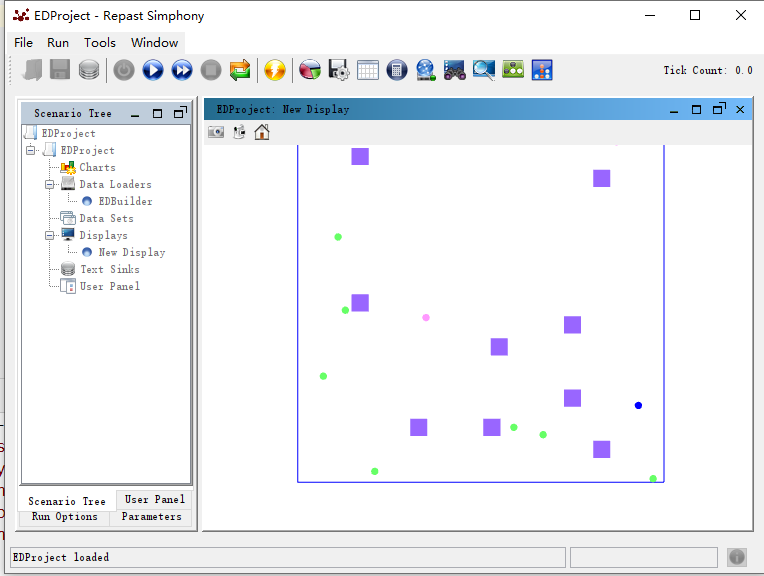 EDProject - Repast Simphony
File Run Tools Window
Tick Count: 0.0
Scenario Tree
EDProject
EDProject
Charts
Data Loaders
EDBuilder
Data Sets
Displays
New Display
Text Sinks
User Panel
Scenario Tree
User Panel
Run Options
Parameters
EDProject: New Display
EDProject loaded